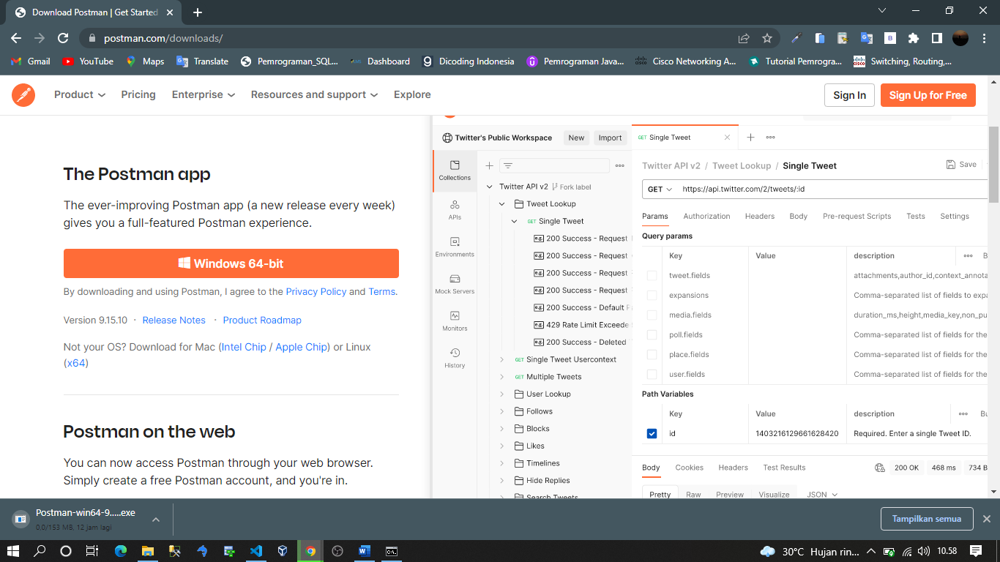 Download Postman | Get Started
postman.com/downloads/
Gmail
YouTube
Maps
Translate
Pemrograman_SQL...
Dashboard
Dicoding Indonesia
Pemrograman Java...
Cisco Networking A...
Tutorial Pemrogra...
Switching, Routing,...
Product
Pricing
Enterprise
Resources and support
Explore
Sign In
Sign Up for Free
The Postman app
The ever-improving Postman app (a new release every week)
gives you a full-featured Postman experience.
Windows 64-bit
By downloading and using Postman, I agree to the Privacy Policy and Terms.
Version 9.15.10 · Release Notes · Product Roadmap
Not your OS? Download for Mac (Intel Chip / Apple Chip) or Linux
(x64)
Postman on the web
You can now access Postman through your web browser.
Simply create a free Postman account, and you're in.
Twitter's Public Workspace
New
Import
Collections
APIs
Environments
Mock Servers
Monitors
History
Twitter API v2 Fork label
Tweet Lookup
GET Single Tweet
200 Success - Request
200 Success - Request
200 Success - Request
200 Success - Request
200 Success - Default
429 Rate Limit Exceede
200 Success - Deleted
GET Single Tweet Usercontext
GET Multiple Tweets
User Lookup
Follows
Blocks
Likes
Timelines
Hide Replies
Search Tweets
GET Single Tweet
Twitter API v2 / Tweet Lookup / Single Tweet
Save
GET https://api.twitter.com/2/tweets/:id
Params Authorization Headers Body Pre-request Scripts Tests Settings
Query params
Key Value description
tweet.fields attachments,author_id,context_annota
expansions Comma-separated list of fields to expa
media.fields duration_ms,height,media_key,non_pu
poll.fields Comma-separated list of fields for the
place.fields Comma-separated list of fields for the
user.fields Comma-separated list of fields for the
Path Variables
Key Value description
id 1403216129661628420 Required. Enter a single Tweet ID.
Body Cookies Headers Test Results
200 OK 468 ms 734 B
Pretty Raw Preview Visualize JSON
Postman-win64-9.....exe
0,0/153 MB, 12 jam lagi
Tampilkan semua
30°C Hujan rin...
10.58